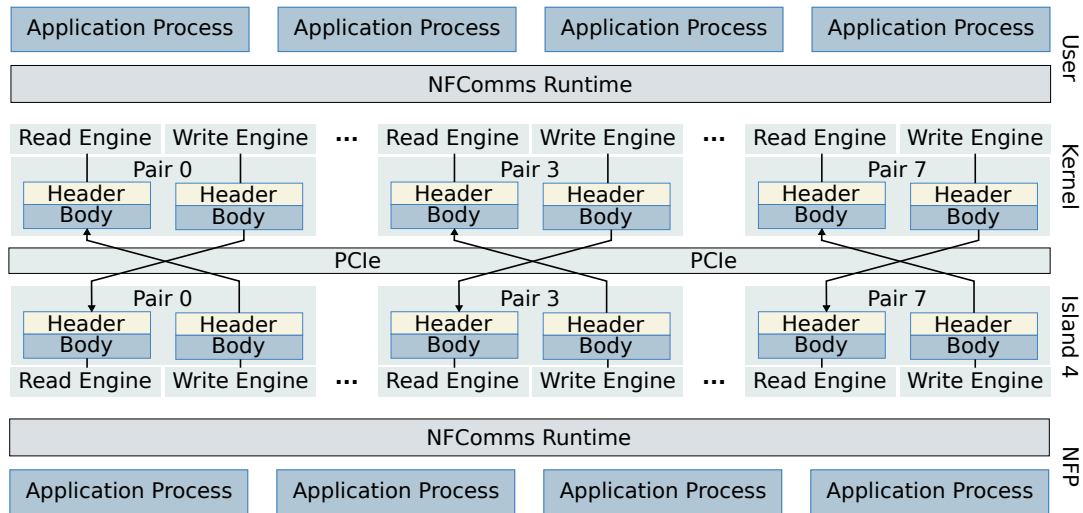 Application Process Application Process Application Process Application Process
User
NFComms Runtime
Read Engine Write Engine ... Read Engine Write Engine ... Read Engine Write Engine
Kernel
Pair 0 Pair 3 Pair 7
Header Header Header Header Header Header
Body Body Body Body Body Body
PCIe PCIe
Pair 0 Pair 3 Pair 7
Island 4
Header Header Header Header Header Header
Body Body Body Body Body Body
Read Engine Write Engine ... Read Engine Write Engine ... Read Engine Write Engine
NFComms Runtime
NFP
Application Process Application Process Application Process Application Process